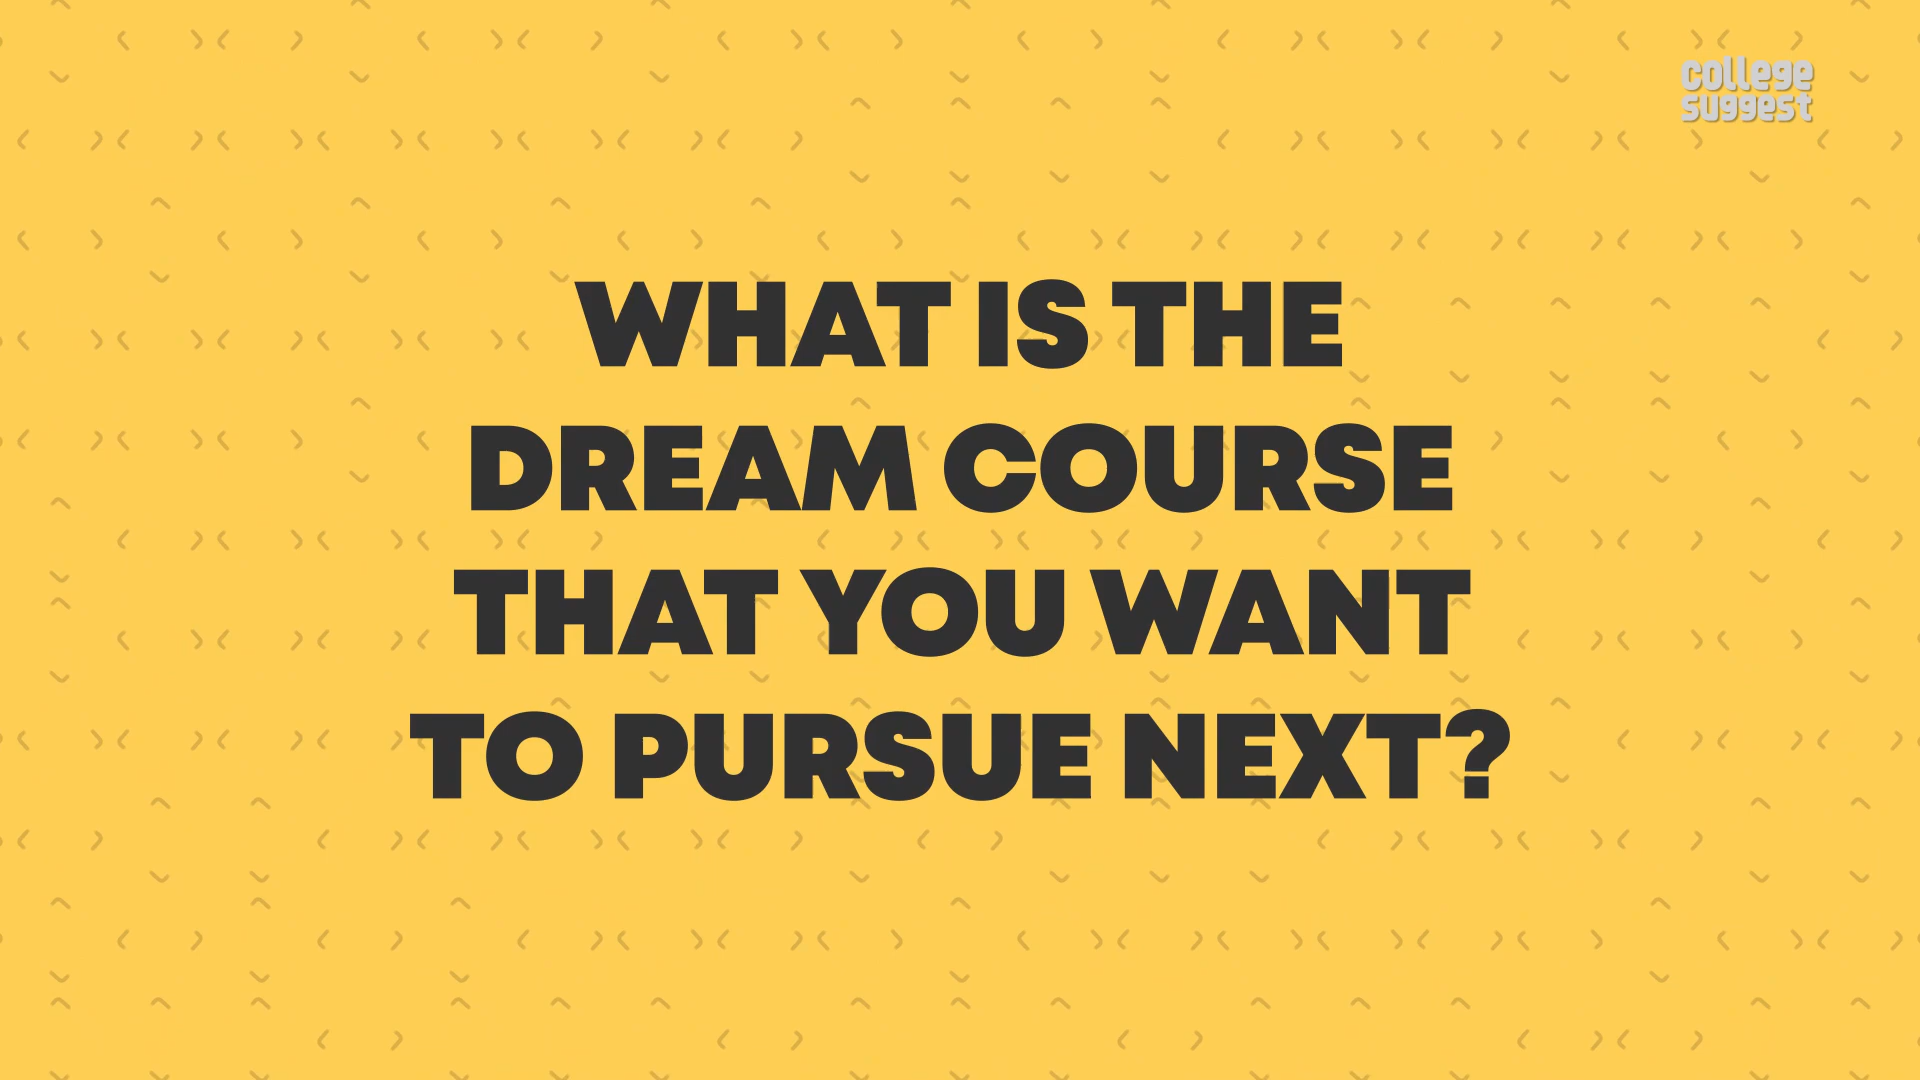 college
suggest
WHAT IS THE
DREAM COURSE
THAT YOU WANT
TO PURSUE NEXT?